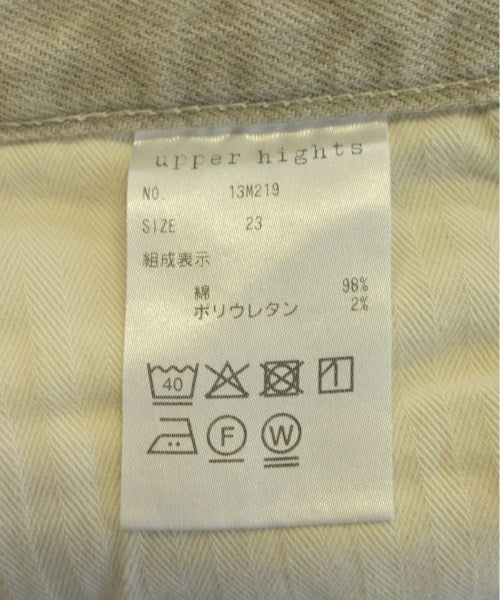 upper hights
NO. 13M219
SIZE 23
組成表示
綿 98%
ポリウレタン 2%
40
F W